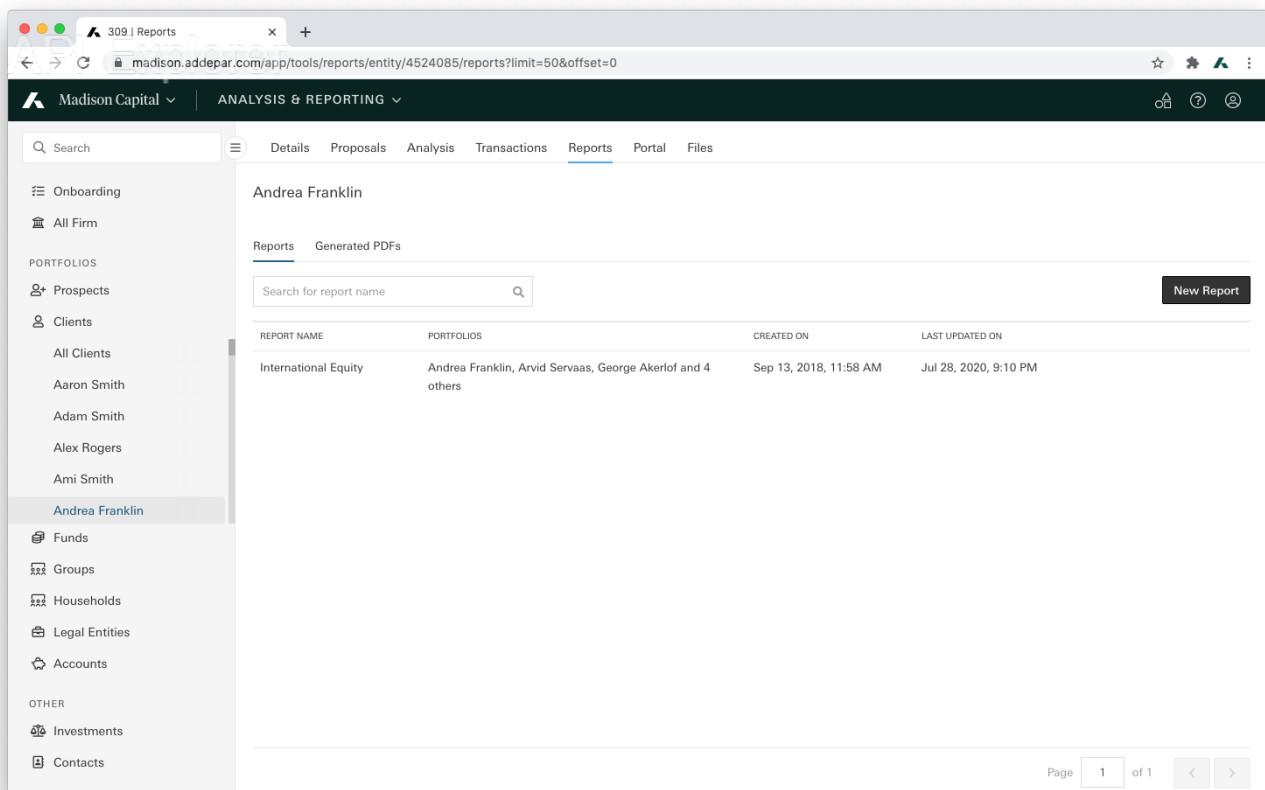 309 | Reports
API Explorer
madison.addepar.com/app/tools/reports/entity/4524085/reports?limit=50&offset=0
Madison Capital
ANALYSIS & REPORTING
Search
Details Proposals Analysis Transactions Reports Portal Files
Onboarding
All Firm
PORTFOLIOS
Prospects
Clients
All Clients
Aaron Smith
Adam Smith
Alex Rogers
Ami Smith
Andrea Franklin
Funds
Groups
Households
Legal Entities
Accounts
OTHER
Investments
Contacts
Andrea Franklin
Reports Generated PDFs
Search for report name
New Report
REPORT NAME PORTFOLIOS CREATED ON LAST UPDATED ON
International Equity Andrea Franklin, Arvid Servaas, George Akerlof and 4 Sep 13, 2018, 11:58 AM Jul 28, 2020, 9:10 PM
others
Page 1 of 1